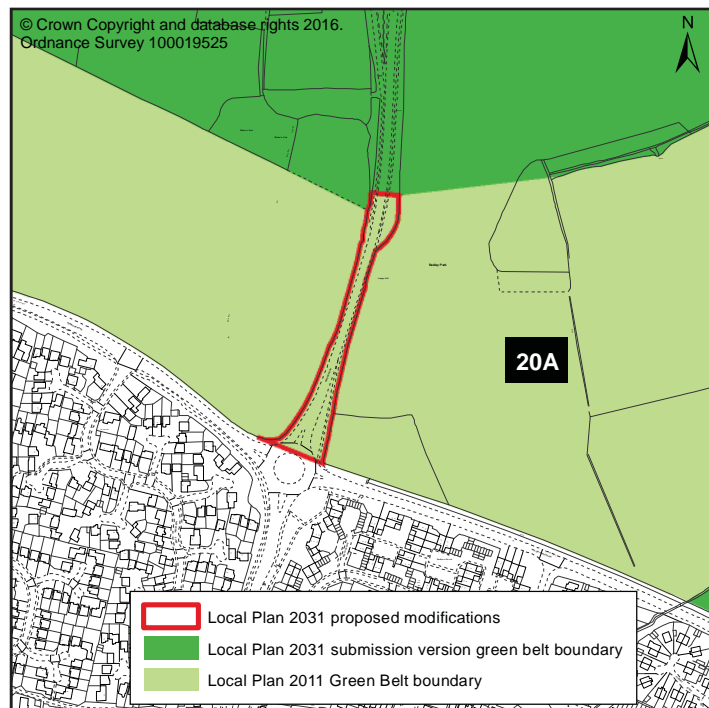 © Crown Copyright and database rights 2016.
Ordnance Survey 100019525
N
20A
Local Plan 2031 proposed modifications
Local Plan 2031 submission version green belt boundary
Local Plan 2011 Green Belt boundary